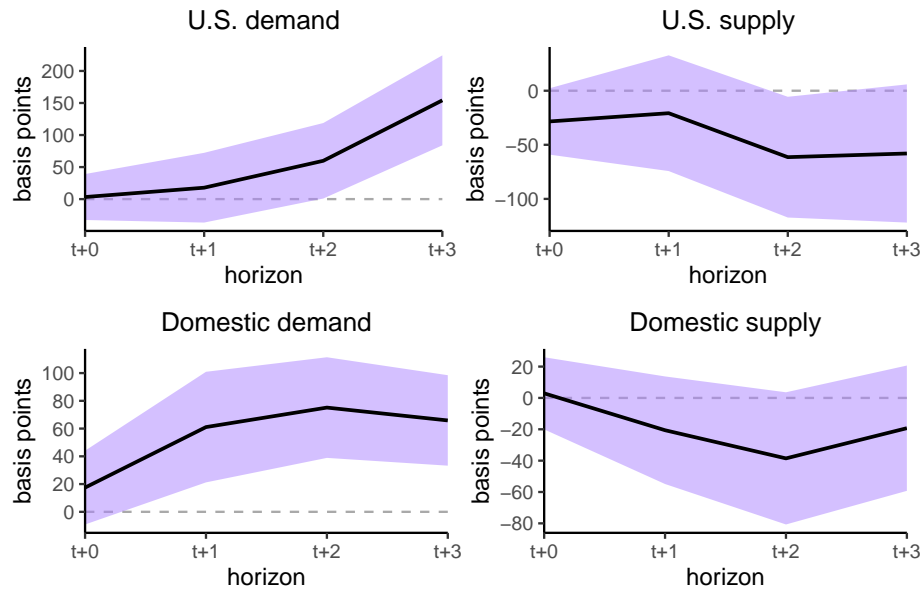 U.S. demand
basis points
200
150
100
50
0
t+0 t+1 t+2 t+3
horizon
U.S. supply
basis points
0
−50
−100
t+0 t+1 t+2 t+3
horizon
Domestic demand
basis points
100
80
60
40
20
0
t+0 t+1 t+2 t+3
horizon
Domestic supply
basis points
20
0
−20
−40
−60
−80
t+0 t+1 t+2 t+3
horizon